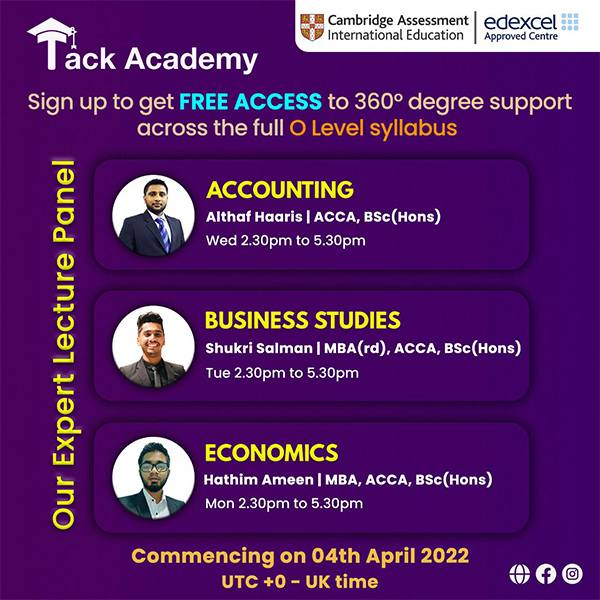 Tack Academy
Cambridge Assessment
International Education
edexcel
Approved Centre
Sign up to get FREE ACCESS to 360° degree support
across the full O Level syllabus
Our Expert Lecture Panel
ACCOUNTING
Althaf Haaris | ACCA, BSc(Hons)
Wed 2.30pm to 5.30pm
BUSINESS STUDIES
Shukri Salman | MBA(rd), ACCA, BSc(Hons)
Tue 2.30pm to 5.30pm
ECONOMICS
Hathim Ameen | MBA, ACCA, BSc(Hons)
Mon 2.30pm to 5.30pm
Commencing on 04th April 2022
UTC +0 - UK time